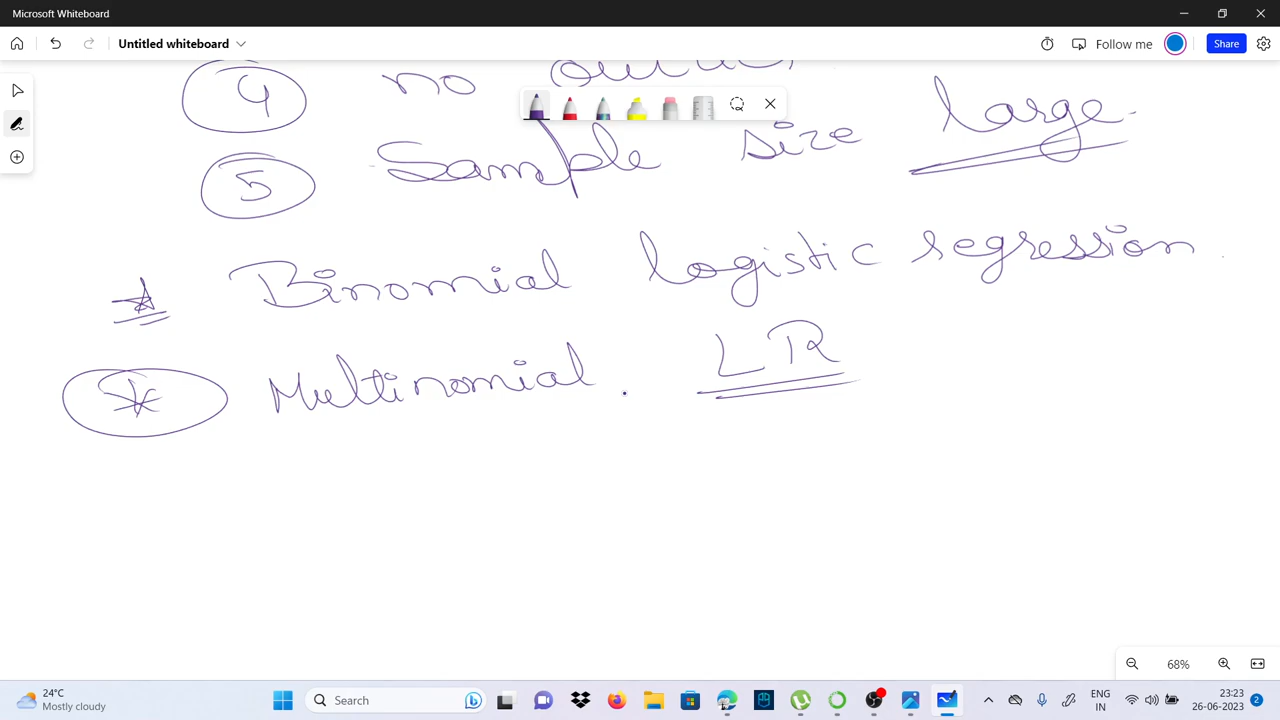 Microsoft Whiteboard
Untitled whiteboard
Follow me
Share
4 no
5 Sample size large.
Binomial logistic regression.
Multinomial LR
68%
24°C
Mostly cloudy
Search
ENG
IN
23:23
26-06-2023
2